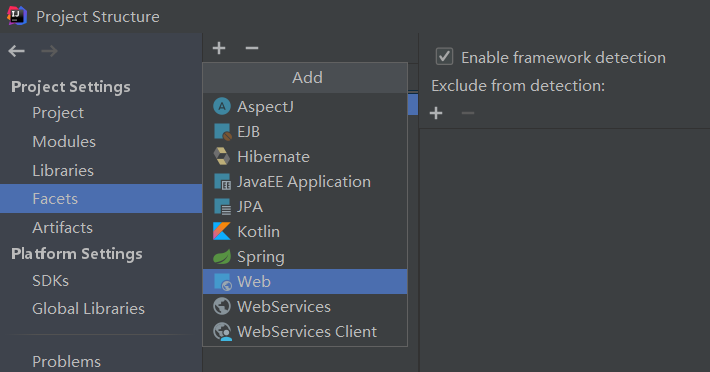 Project Structure
Project Settings
Project
Modules
Libraries
Facets
Artifacts
Platform Settings
SDKs
Global Libraries
Problems
Add
AspectJ
EJB
Hibernate
JavaEE Application
JPA
Kotlin
Spring
Web
WebServices
WebServices Client
Enable framework detection
Exclude from detection: